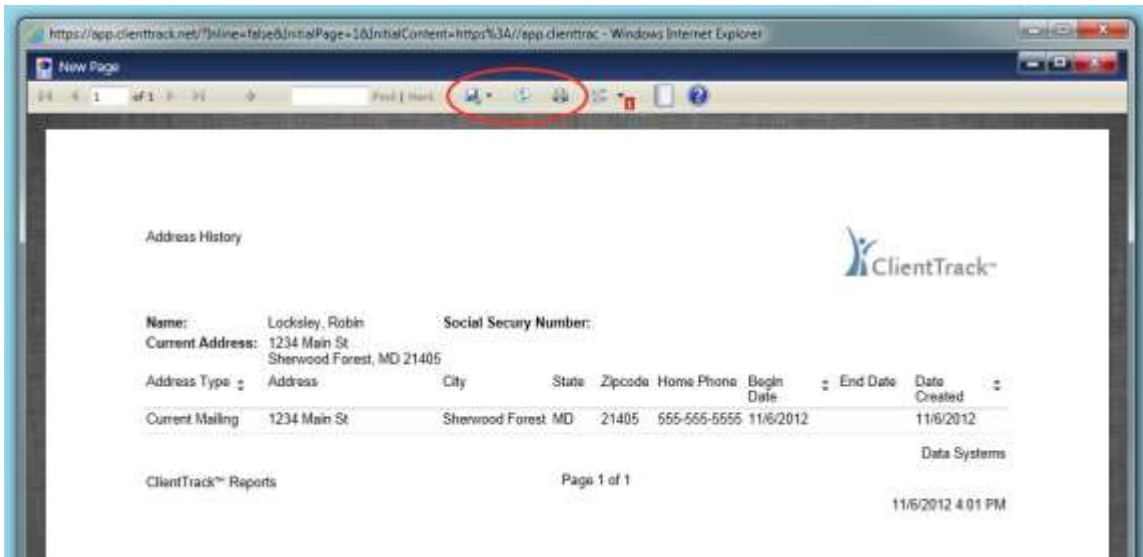 https://app.clienttrack.net/?Inline=false&InitialPage=1&InitialContent=https%3A//app.clienttrac - Windows Internet Explorer
New Page
1 of 1 Find | Next
Address History
ClientTrack™
Name: Locksley, Robin Social Secury Number:
Current Address: 1234 Main St
Sherwood Forest, MD 21405
Address Type Address City State Zipcode Home Phone Begin Date End Date Date Created
Current Mailing 1234 Main St Sherwood Forest MD 21405 555-555-5555 11/6/2012 11/6/2012
Data Systems
ClientTrack™ Reports Page 1 of 1
11/6/2012 4:01 PM